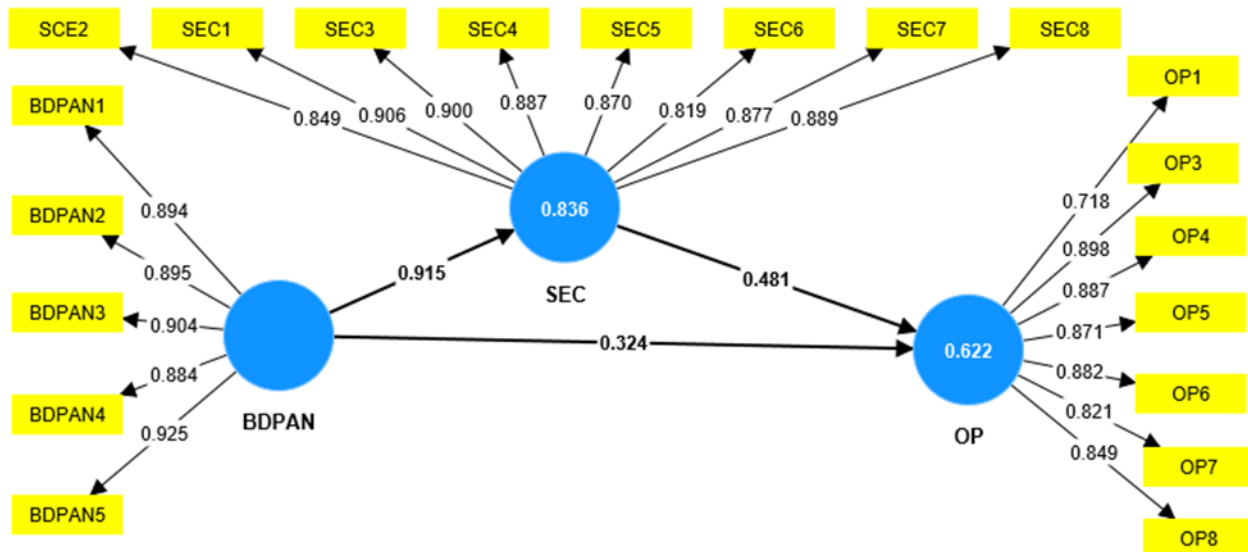 SCE2 SEC1 SEC3 SEC4 SEC5 SEC6 SEC7 SEC8
OP1
BDPAN1
0.849 0.906 0.900 0.887 0.870 0.819 0.877 0.889
OP3
0.718
BDPAN2
0.894
0.836
OP4
0.898
0.895
0.915
SEC
0.481
0.887
BDPAN3
0.904
OP5
0.871
0.324
0.622
0.884
0.882
OP6
BDPAN4
BDPAN
OP
0.821
0.925
0.849
OP7
BDPAN5
OP8